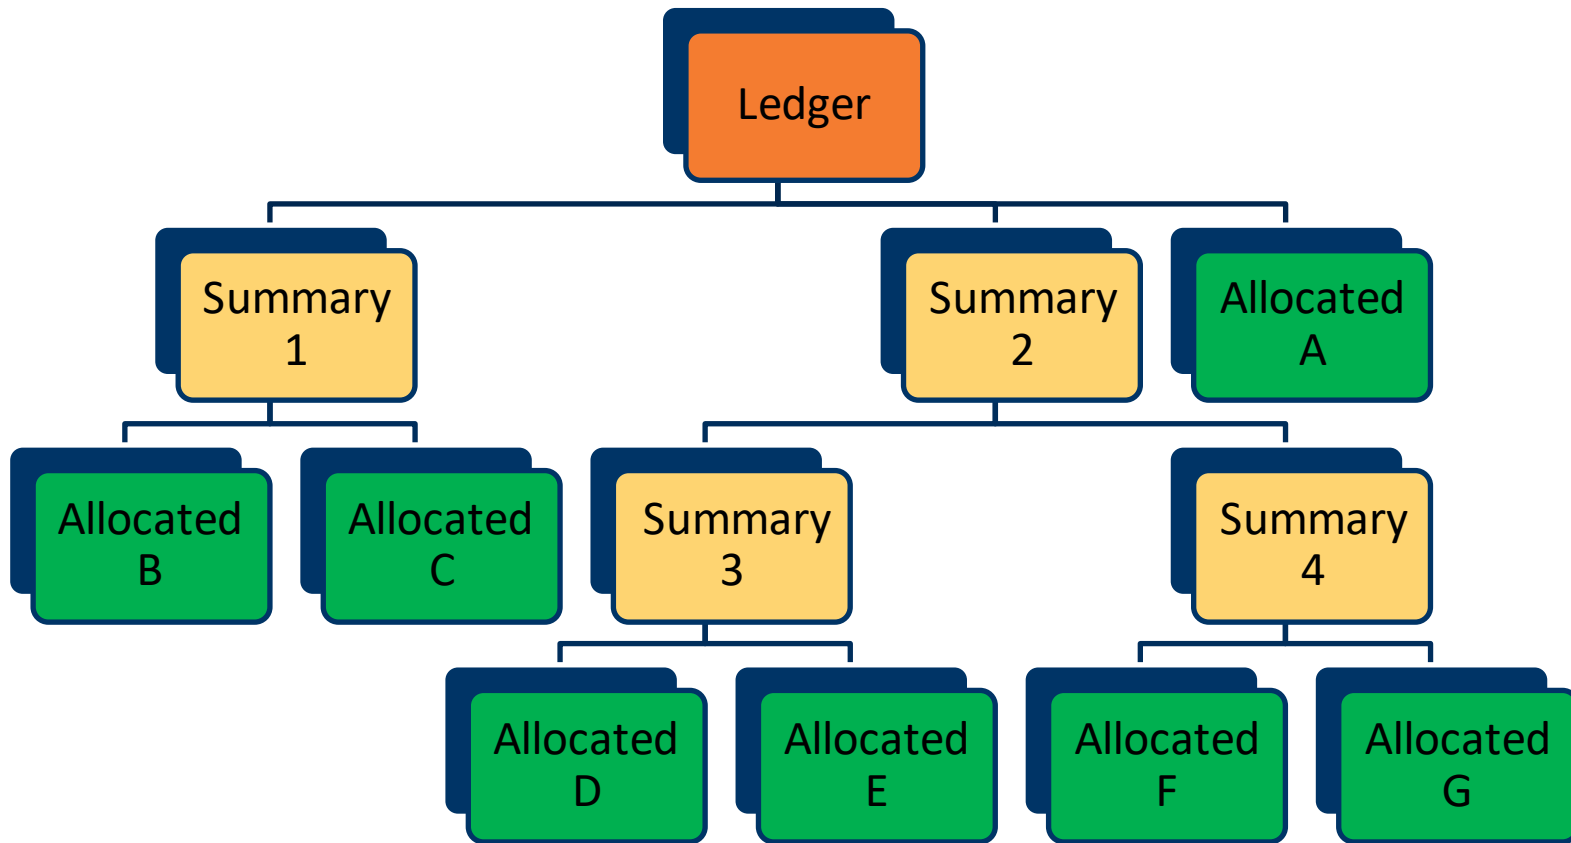 Ledger
Summary
1
Summary
2
Allocated
A
Allocated
B
Allocated
C
Summary
3
Summary
4
Allocated
D
Allocated
E
Allocated
F
Allocated
G